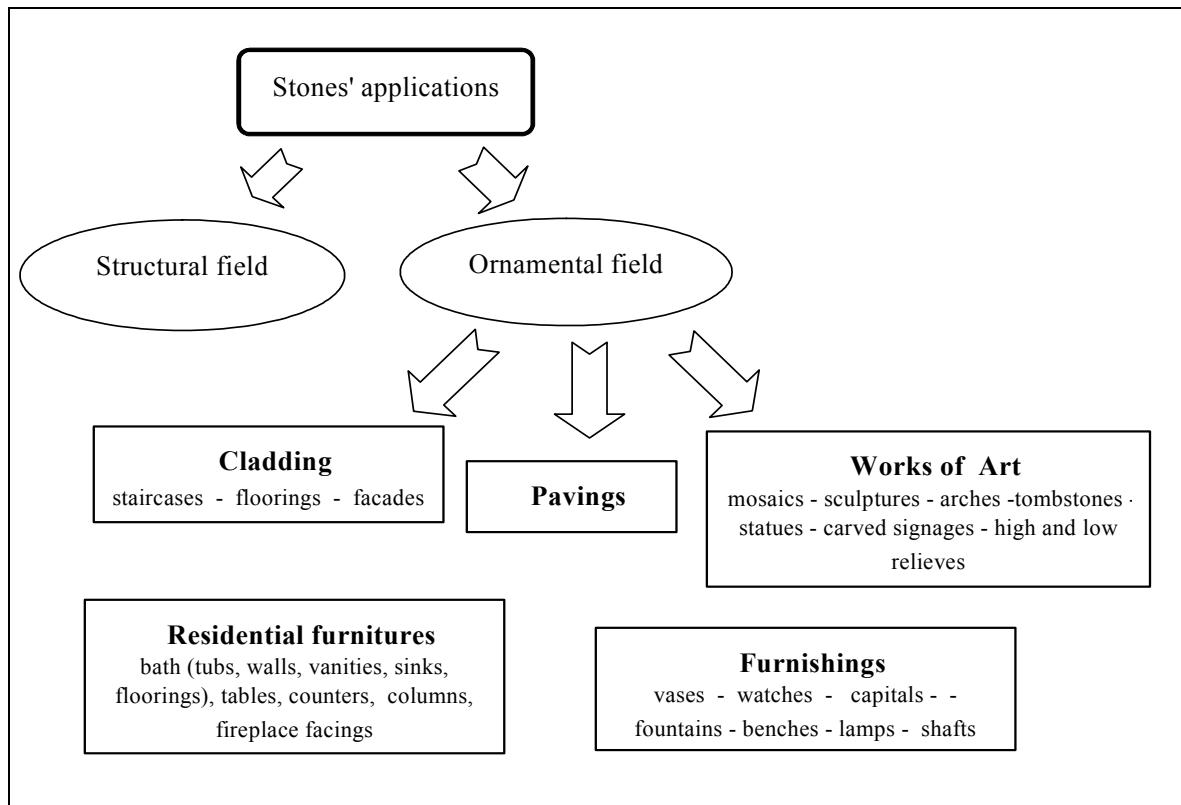 Stones' applications
Structural field
Ornamental field
Cladding
staircases - floorings - facades
Pavings
Works of Art
mosaics - sculptures - arches -tombstones -
statues - carved signages - high and low
relieves
Residential furnitures
bath (tubs, walls, vanities, sinks,
floorings), tables, counters, columns,
fireplace facings
Furnishings
vases - watches - capitals - -
fountains - benches - lamps - shafts